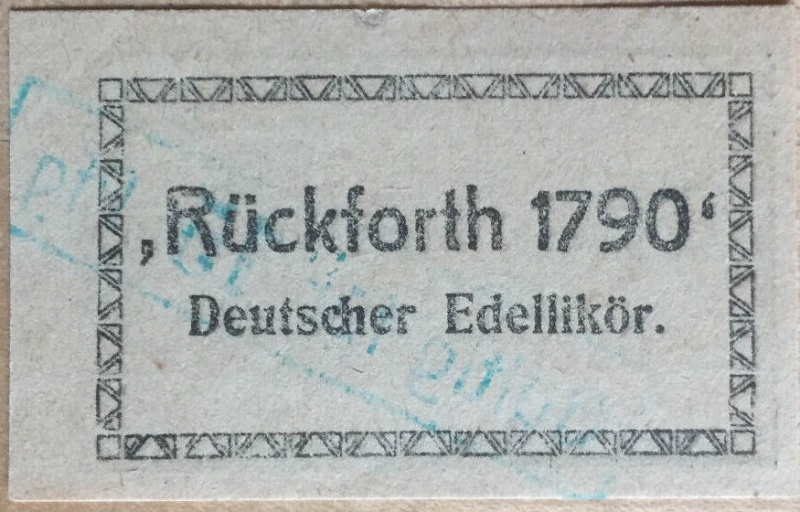 ‚Rückforth 1790‘
Deutscher Edellikör.